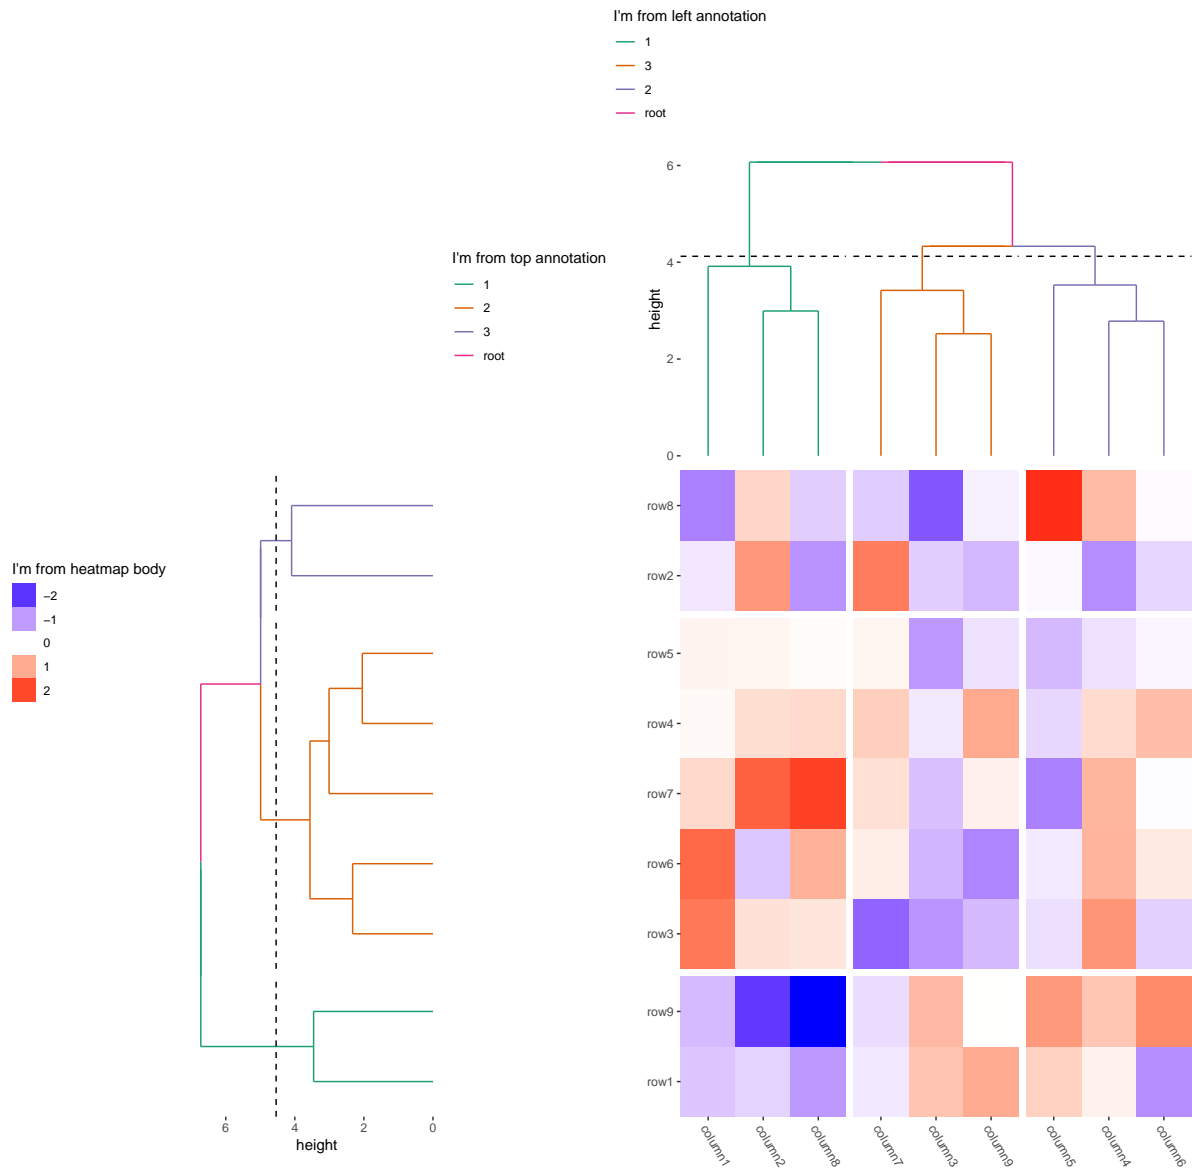 I'm from left annotation
1
3
2
root
6
4
2
0
height
I'm from top annotation
1
2
3
root
I'm from heatmap body
−2
−1
0
1
2
row8
row2
row5
row4
row7
row6
row3
row9
row1
6
4
2
0
height
column1
column2
column8
column7
column3
column9
column5
column4
column6